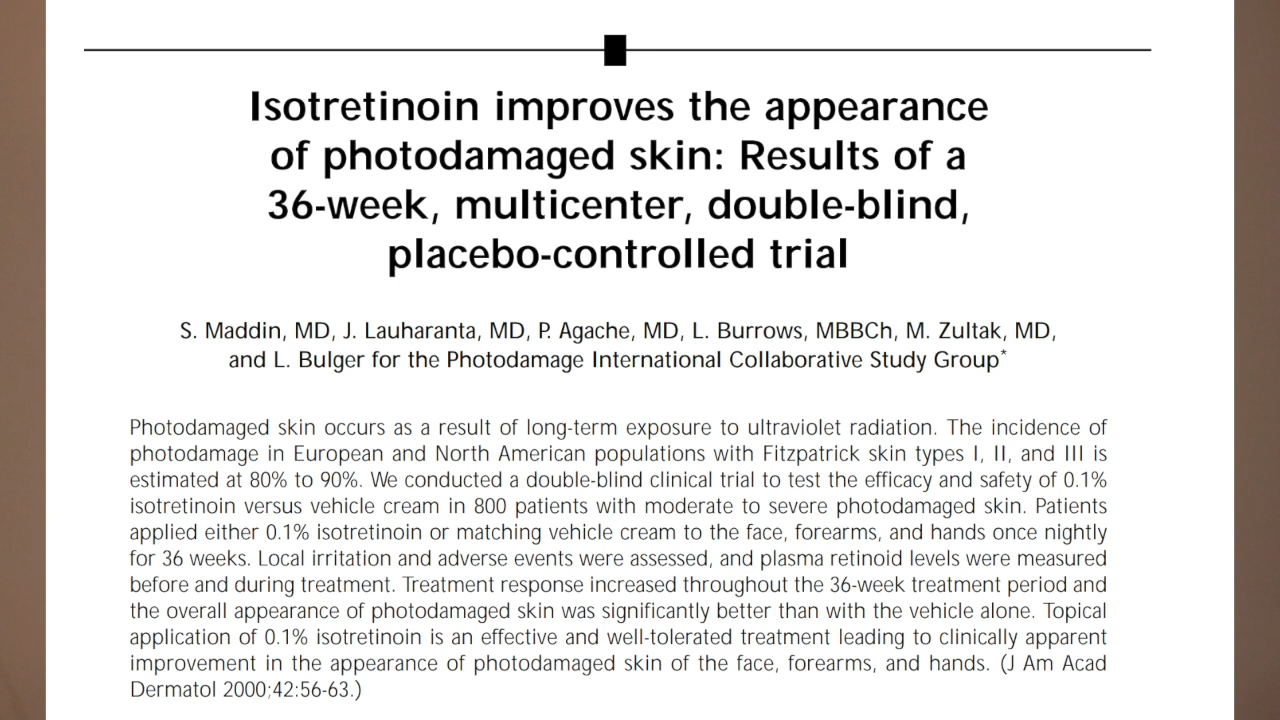 Isotretinoin improves the appearance
of photodamaged skin: Results of a
36-week, multicenter, double-blind,
placebo-controlled trial
S. Maddin, MD, J. Lauharanta, MD, P. Agache, MD, L. Burrows, MBBCh, M. Zultak, MD,
and L. Bulger for the Photodamage International Collaborative Study Group*
Photodamaged skin occurs as a result of long-term exposure to ultraviolet radiation. The incidence of
photodamage in European and North American populations with Fitzpatrick skin types I, II, and III is
estimated at 80% to 90%. We conducted a double-blind clinical trial to test the efficacy and safety of 0.1%
isotretinoin versus vehicle cream in 800 patients with moderate to severe photodamaged skin. Patients
applied either 0.1% isotretinoin or matching vehicle cream to the face, forearms, and hands once nightly
for 36 weeks. Local irritation and adverse events were assessed, and plasma retinoid levels were measured
before and during treatment. Treatment response increased throughout the 36-week treatment period and
the overall appearance of photodamaged skin was significantly better than with the vehicle alone. Topical
application of 0.1% isotretinoin is an effective and well-tolerated treatment leading to clinically apparent
improvement in the appearance of photodamaged skin of the face, forearms, and hands. (J Am Acad
Dermatol 2000;42:56-63.)